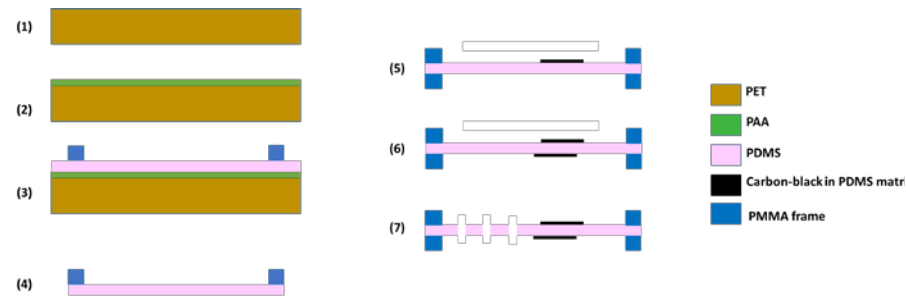 (1)
(2)
(3)
(4)
(5)
(6)
(7)
PET
PAA
PDMS
Carbon-black in PDMS matri
PMMA frame